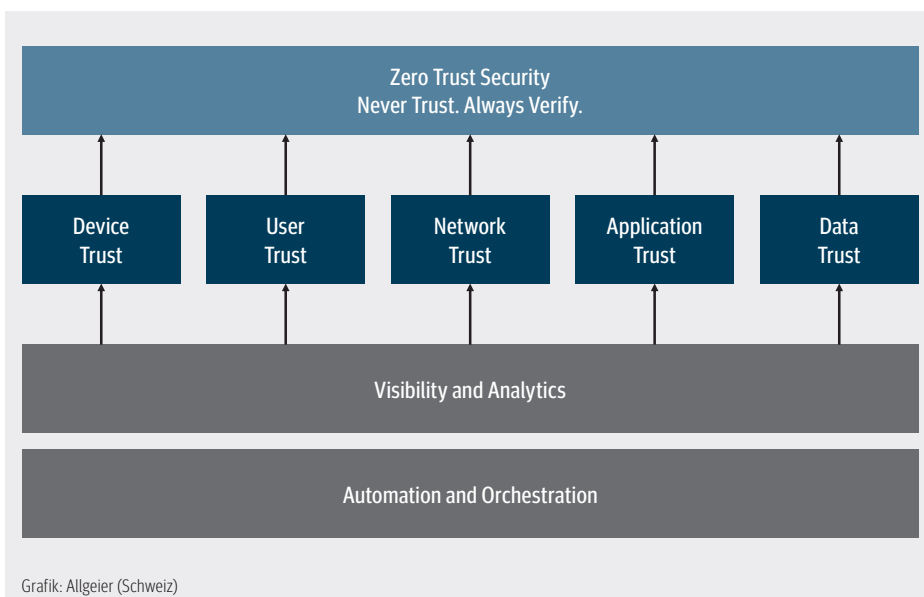 Zero Trust Security
Never Trust. Always Verify.
Device
Trust
User
Trust
Network
Trust
Application
Trust
Data
Trust
Visibility and Analytics
Automation and Orchestration
Grafik: Allgeier (Schweiz)